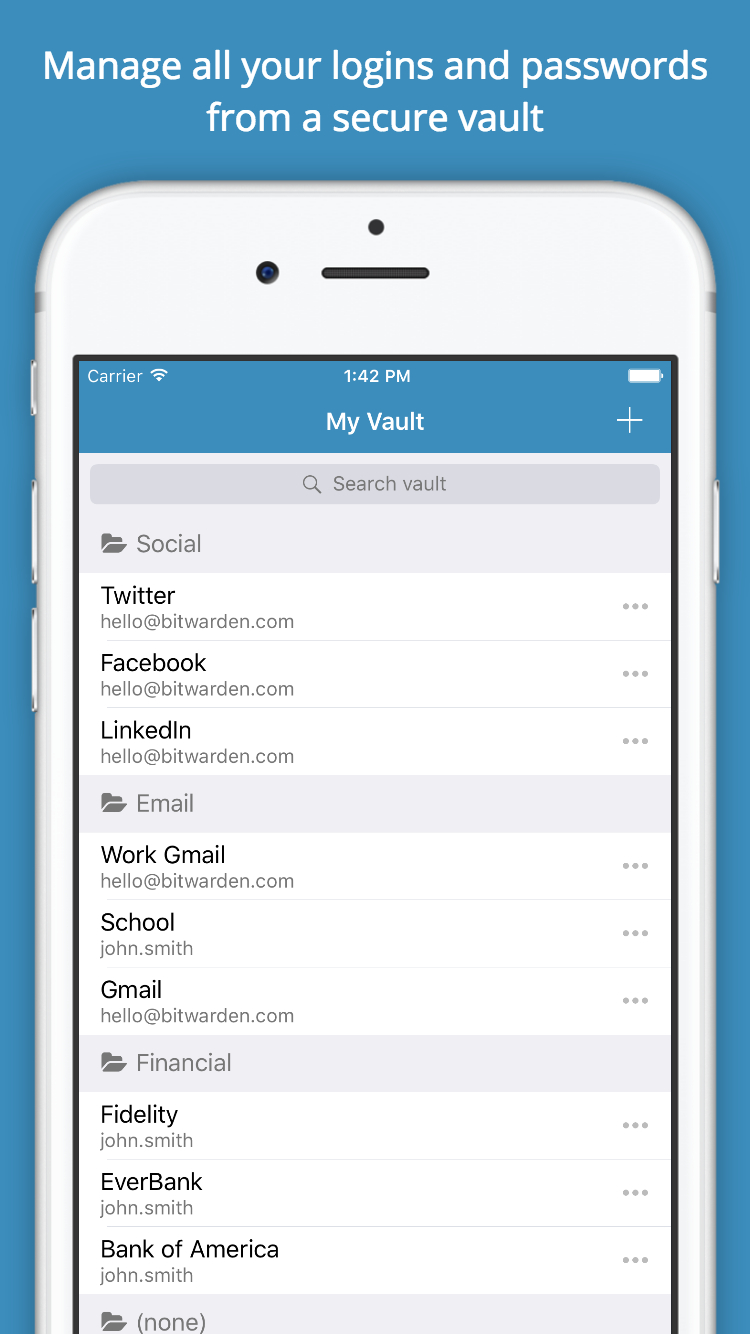 Manage all your logins and passwords
from a secure vault
Carrier 1:42 PM
My Vault
Search vault
Social
Twitter
hello@bitwarden.com
Facebook
hello@bitwarden.com
LinkedIn
hello@bitwarden.com
Email
Work Gmail
hello@bitwarden.com
School
john.smith
Gmail
hello@bitwarden.com
Financial
Fidelity
john.smith
EverBank
john.smith
Bank of America
john.smith
(none)